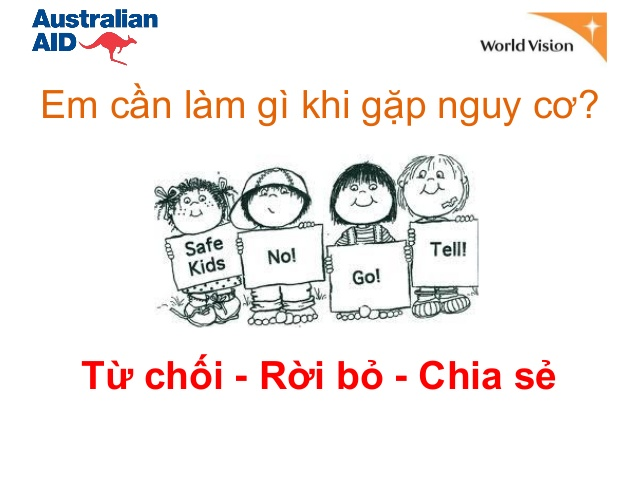 Australian
AID
World Vision
Em cần làm gì khi gặp nguy cơ?
Safe
Kids
No!
Go!
Tell!
Từ chối - Rời bỏ - Chia sẻ